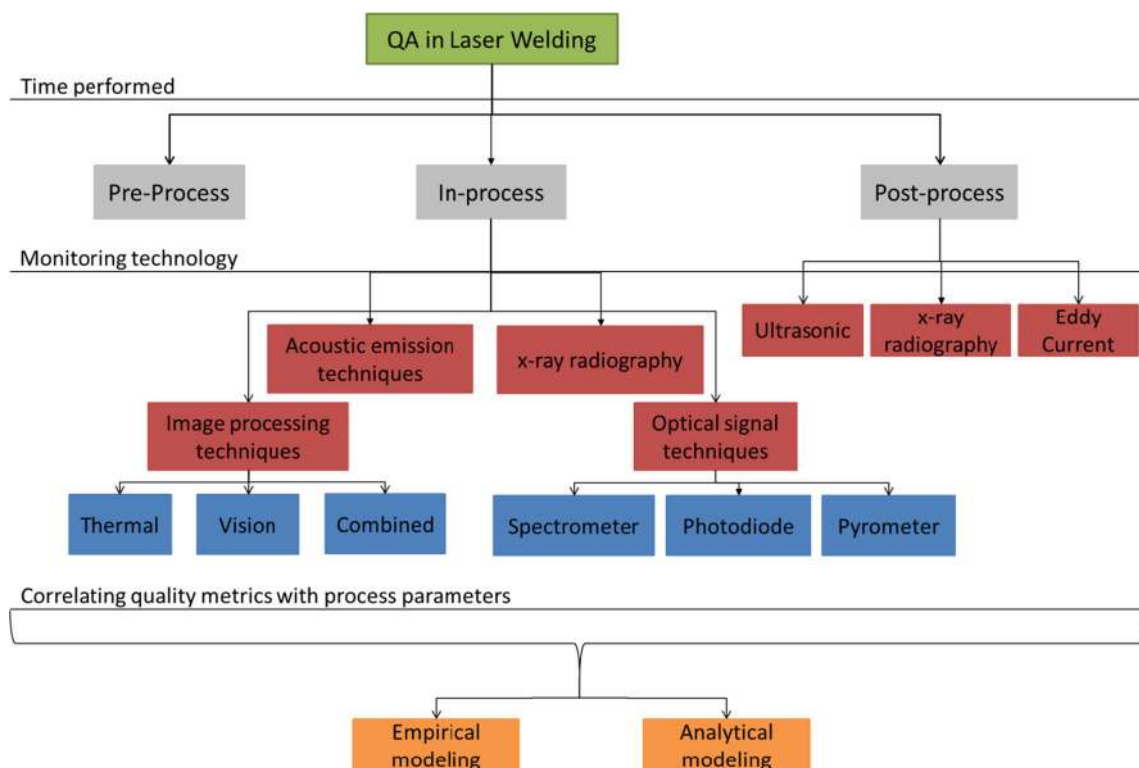 QA in Laser Welding
Time performed
Pre-Process
In-process
Post-process
Monitoring technology
Ultrasonic
x-ray
radiography
Eddy
Current
Acoustic emission
techniques
x-ray radiography
Image processing
techniques
Optical signal
techniques
Thermal
Vision
Combined
Spectrometer
Photodiode
Pyrometer
Correlating quality metrics with process parameters
Empirical
modeling
Analytical
modeling